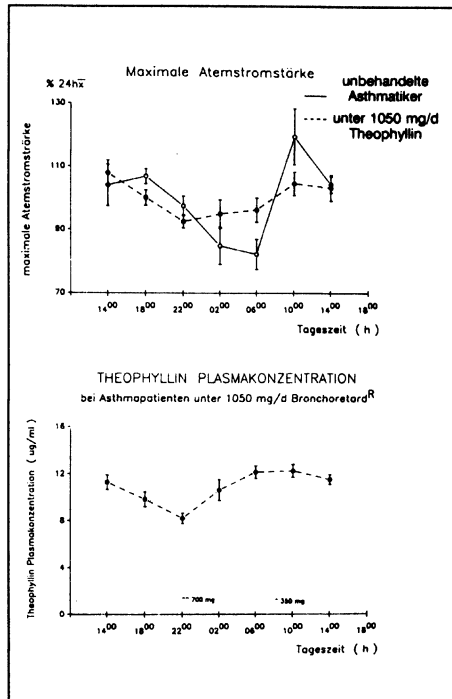 Maximale Atemstromstärke
% 24hx̅
unbehandelte
Asthmatiker
unter 1050 mg/d
Theophyllin
maximale Atemstromsträrke
130
110
90
70
14⁰⁰ 18⁰⁰ 22⁰⁰ 02⁰⁰ 06⁰⁰ 10⁰⁰ 14⁰⁰ 18⁰⁰
Tageszeit ( h )
THEOPHYLLIN PLASMAKONZENTRATION
bei Asthmapatienten unter 1050 mg/d Bronchoretardᴿ
Theophyllin Plasmakonzentration ( ug/ml )
16
12
8
4
0
700 mg
350 mg
14⁰⁰ 18⁰⁰ 22⁰⁰ 02⁰⁰ 06⁰⁰ 10⁰⁰ 14⁰⁰ 18⁰⁰
Tageszeit ( h )